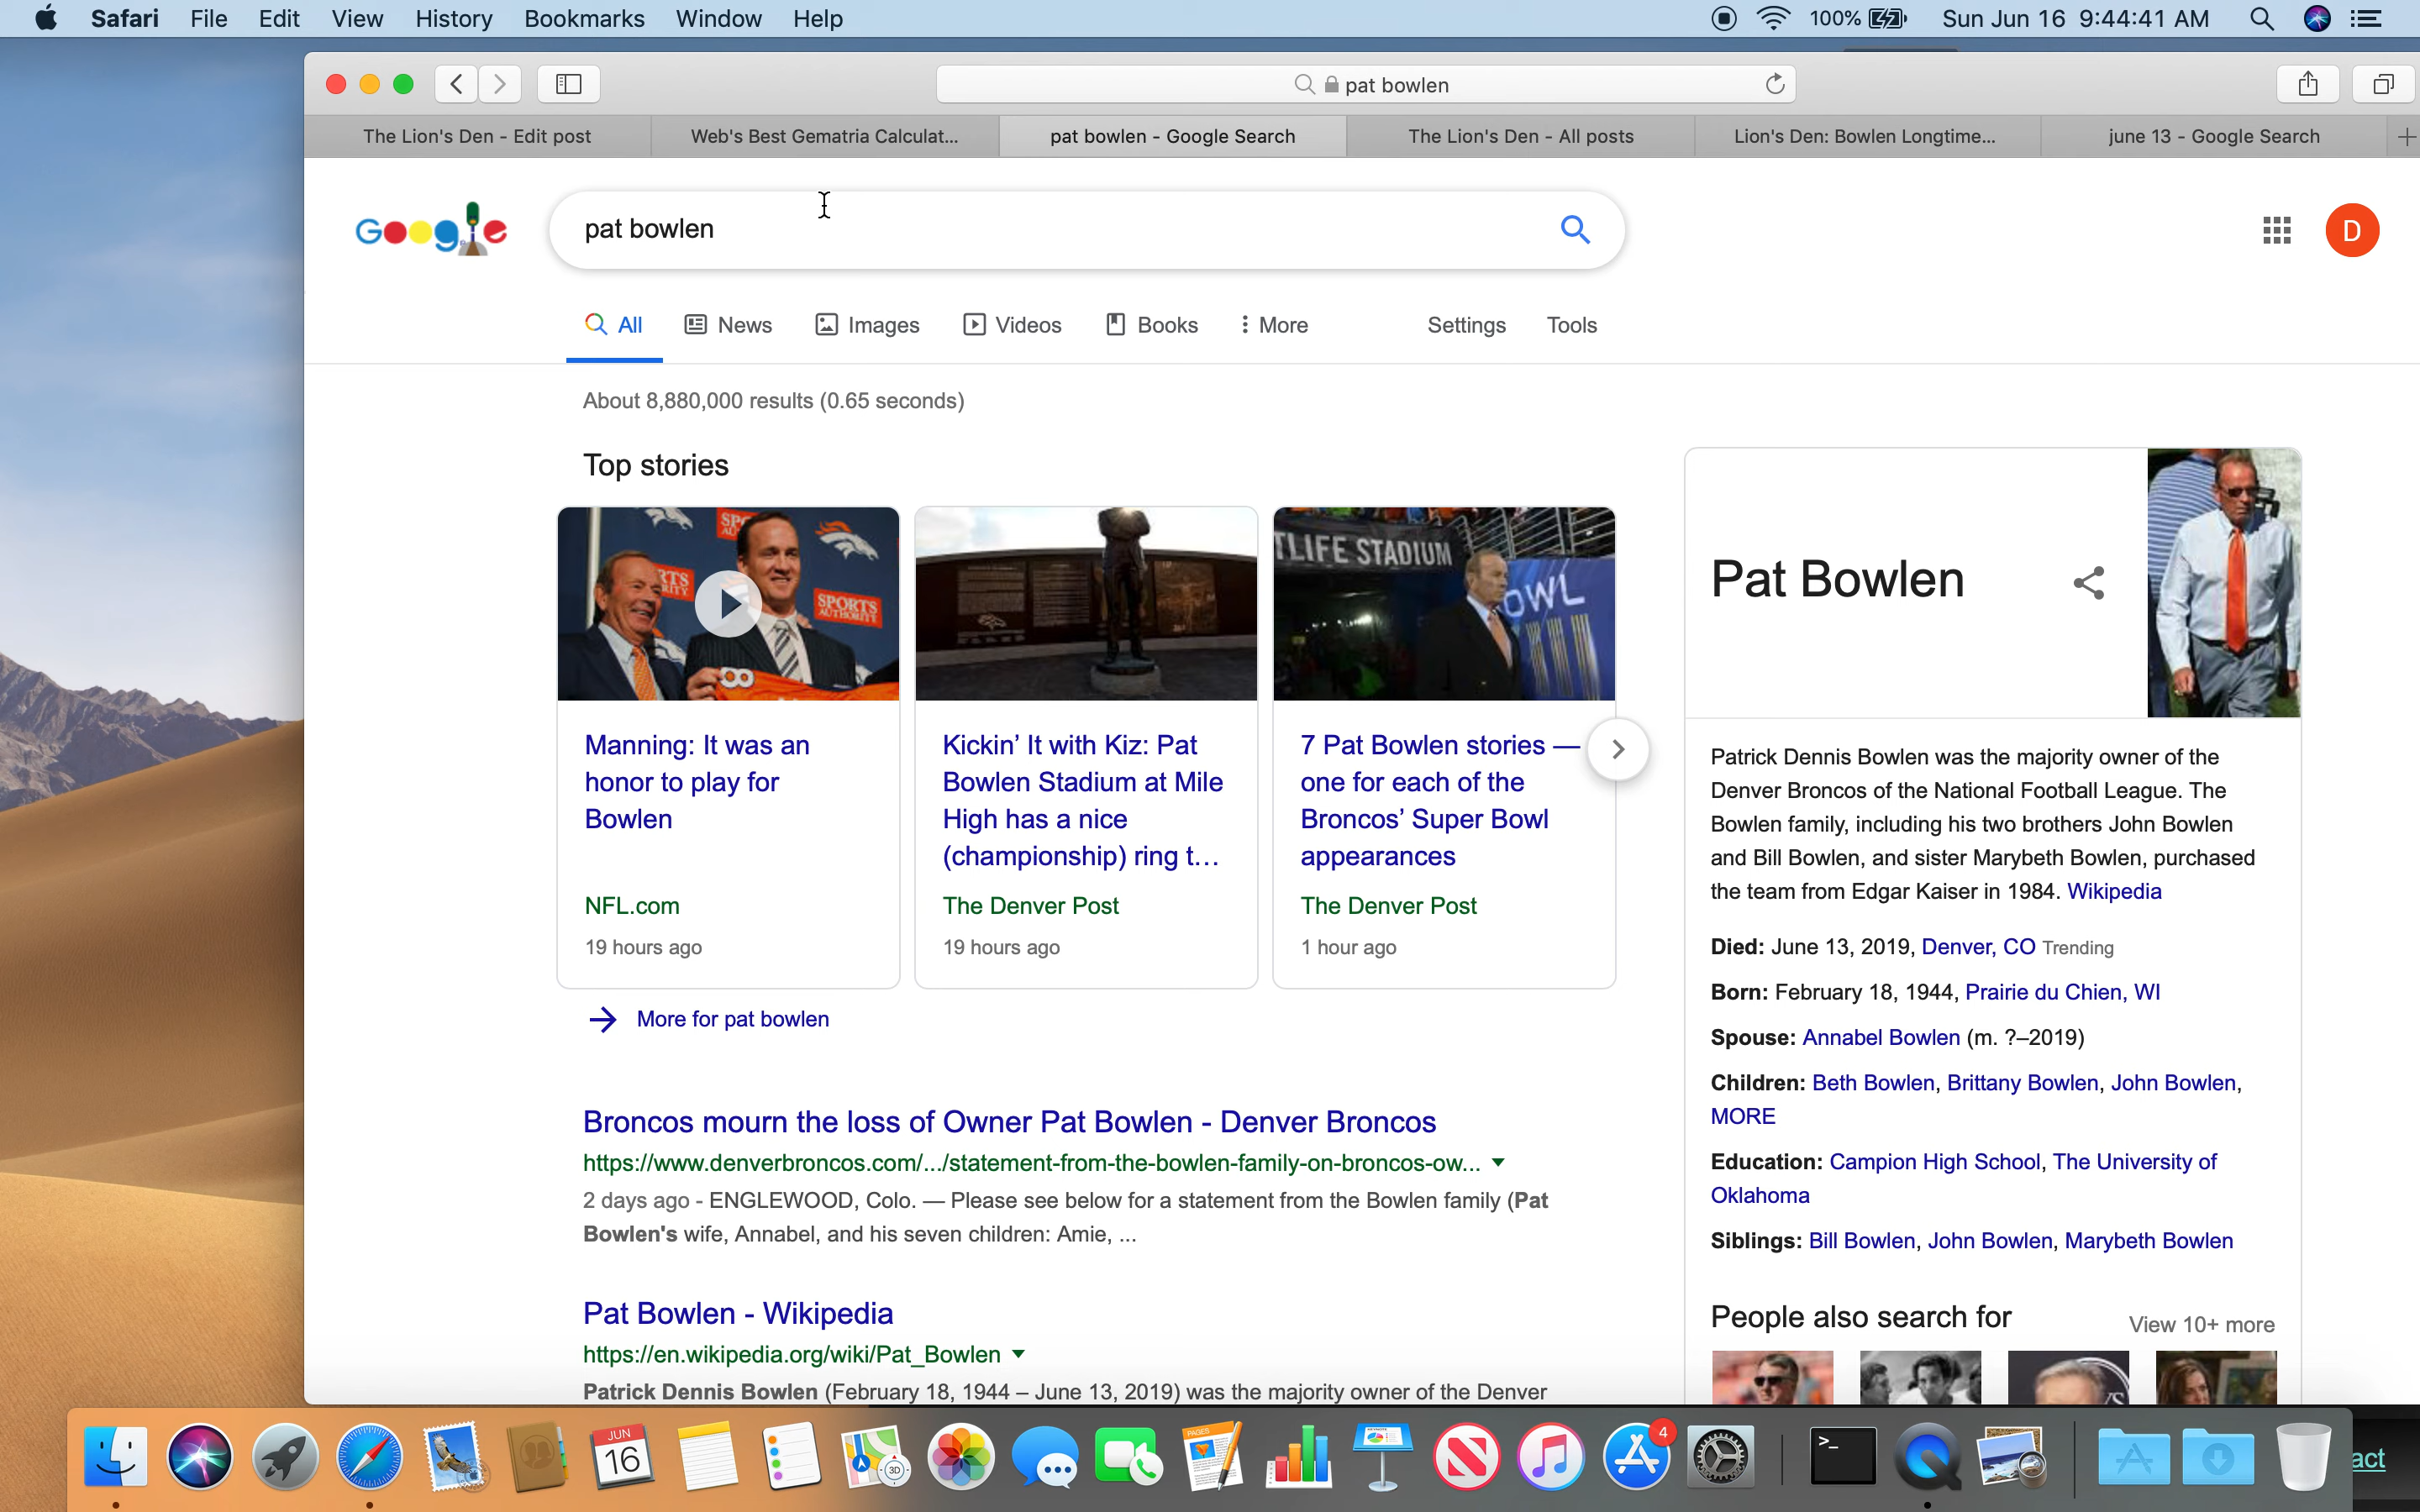 Safari File Edit View History Bookmarks Window Help 100% Sun Jun 16 9:44:41 AM
pat bowlen
The Lion's Den - Edit post
Web's Best Gematria Calculat...
pat bowlen - Google Search
The Lion's Den - All posts
Lion's Den: Bowlen Longtime...
june 13 - Google Search
Google
pat bowlen
D
All News Images Videos Books More Settings Tools
About 8,880,000 results (0.65 seconds)
Top stories
SPORTS AUTHORITY
TLIFE STADIUM
OWL
Manning: It was an
honor to play for
Bowlen
NFL.com
19 hours ago
Kickin' It with Kiz: Pat
Bowlen Stadium at Mile
High has a nice
(championship) ring t...
The Denver Post
19 hours ago
7 Pat Bowlen stories —
one for each of the
Broncos' Super Bowl
appearances
The Denver Post
1 hour ago
More for pat bowlen
Broncos mourn the loss of Owner Pat Bowlen - Denver Broncos
https://www.denverbroncos.com/.../statement-from-the-bowlen-family-on-broncos-ow...
2 days ago - ENGLEWOOD, Colo. — Please see below for a statement from the Bowlen family (Pat
Bowlen's wife, Annabel, and his seven children: Amie, ...
Pat Bowlen - Wikipedia
https://en.wikipedia.org/wiki/Pat_Bowlen
Patrick Dennis Bowlen (February 18, 1944 – June 13, 2019) was the majority owner of the Denver
Pat Bowlen
Patrick Dennis Bowlen was the majority owner of the
Denver Broncos of the National Football League. The
Bowlen family, including his two brothers John Bowlen
and Bill Bowlen, and sister Marybeth Bowlen, purchased
the team from Edgar Kaiser in 1984. Wikipedia
Died: June 13, 2019, Denver, CO Trending
Born: February 18, 1944, Prairie du Chien, WI
Spouse: Annabel Bowlen (m. ?–2019)
Children: Beth Bowlen, Brittany Bowlen, John Bowlen,
MORE
Education: Campion High School, The University of
Oklahoma
Siblings: Bill Bowlen, John Bowlen, Marybeth Bowlen
People also search for
View 10+ more
JUN
16
3D
PAGES
4
>_
act